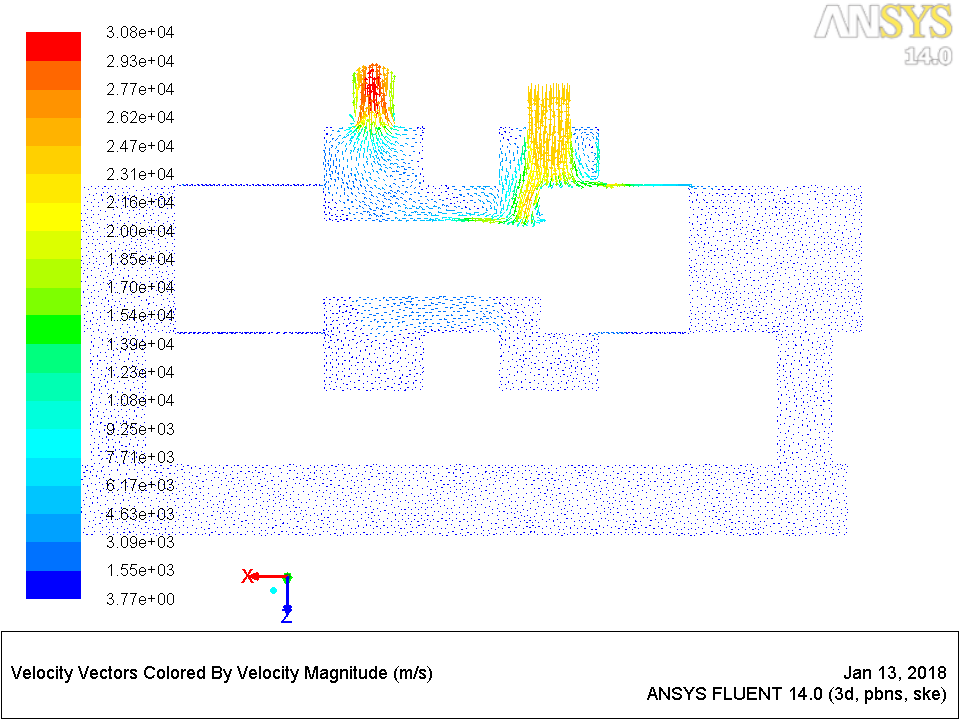 3.08e+04
2.93e+04
2.77e+04
2.62e+04
2.47e+04
2.31e+04
2.16e+04
2.00e+04
1.85e+04
1.70e+04
1.54e+04
1.39e+04
1.23e+04
1.08e+04
9.25e+03
7.71e+03
6.17e+03
4.63e+03
3.09e+03
1.55e+03
3.77e+00
ANSYS
14.0
X
Z
Velocity Vectors Colored By Velocity Magnitude (m/s)
Jan 13, 2018
ANSYS FLUENT 14.0 (3d, pbns, ske)